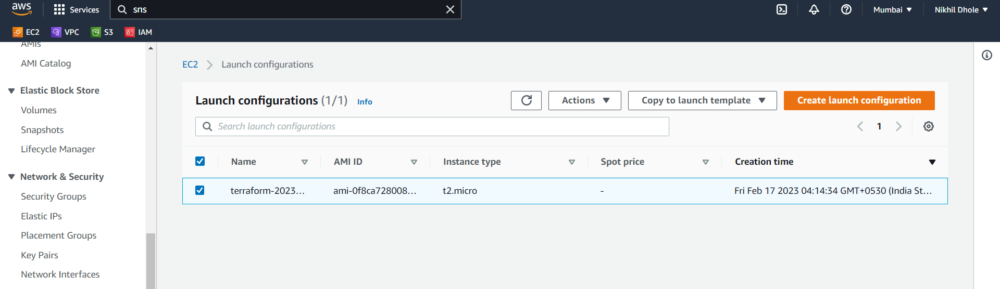 aws Services sns Mumbai Nikhil Dhole
EC2 VPC S3 IAM
AMIs
AMI Catalog
Elastic Block Store
Volumes
Snapshots
Lifecycle Manager
Network & Security
Security Groups
Elastic IPs
Placement Groups
Key Pairs
Network Interfaces
EC2 Launch configurations
Launch configurations (1/1) Info Actions Copy to launch template Create launch configuration
Search launch configurations 1
Name AMI ID Instance type Spot price Creation time
terraform-2023... ami-0f8ca728008... t2.micro - Fri Feb 17 2023 04:14:34 GMT+0530 (India St...